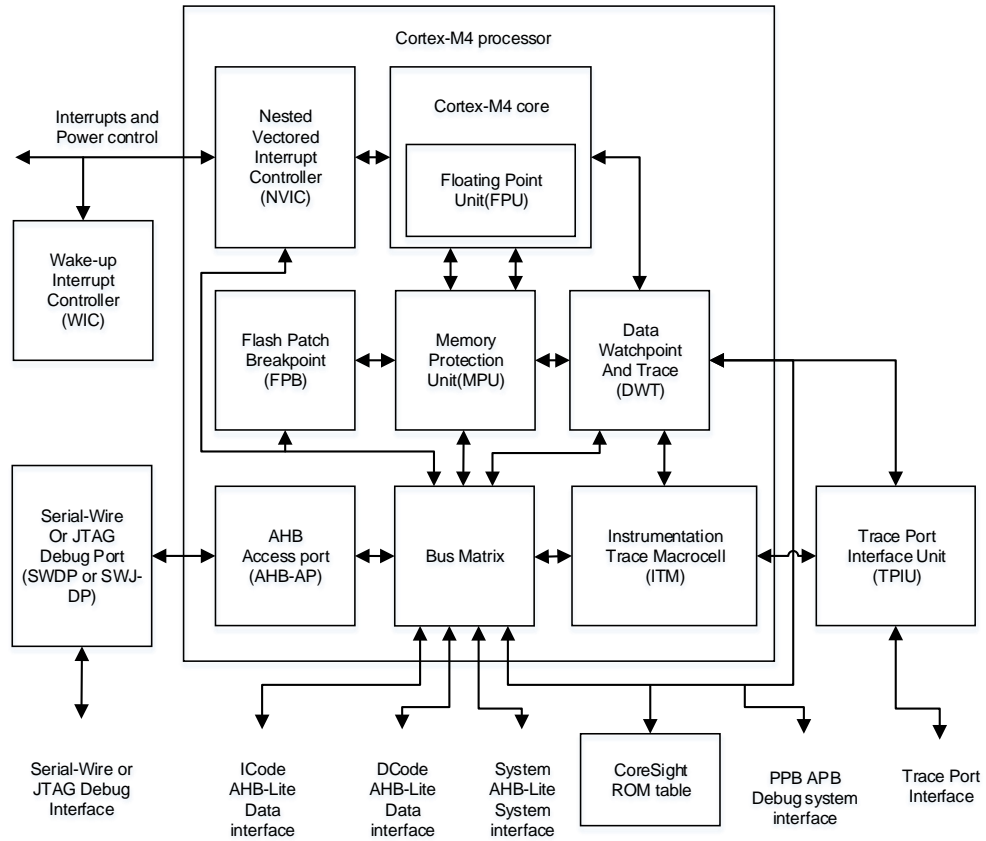 Cortex-M4 processor
Interrupts and
Power control
Nested
Vectored
Interrupt
Controller
(NVIC)
Cortex-M4 core
Floating Point
Unit(FPU)
Wake-up
Interrupt
Controller
(WIC)
Flash Patch
Breakpoint
(FPB)
Memory
Protection
Unit(MPU)
Data
Watchpoint
And Trace
(DWT)
Serial-Wire
Or JTAG
Debug Port
(SWDP or SWJ-
DP)
AHB
Access port
(AHB-AP)
Bus Matrix
Instrumentation
Trace Macrocell
(ITM)
Trace Port
Interface Unit
(TPIU)
Serial-Wire or
JTAG Debug
Interface
ICode
AHB-Lite
Data
interface
DCode
AHB-Lite
Data
interface
System
AHB-Lite
System
interface
CoreSight
ROM table
PPB APB
Debug system
interface
Trace Port
Interface